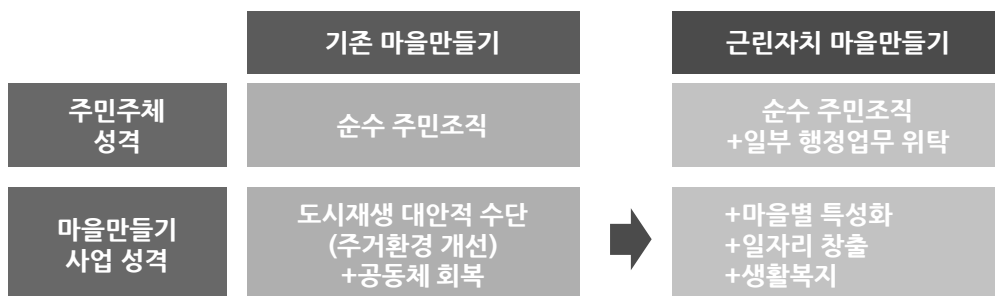 기존 마을만들기
근린자치 마을만들기
주민주체
성격
순수 주민조직
순수 주민조직
+일부 행정업무 위탁
마을만들기
사업 성격
도시재생 대안적 수단
(주거환경 개선)
+공동체 회복
+마을별 특성화
+일자리 창출
+생활복지